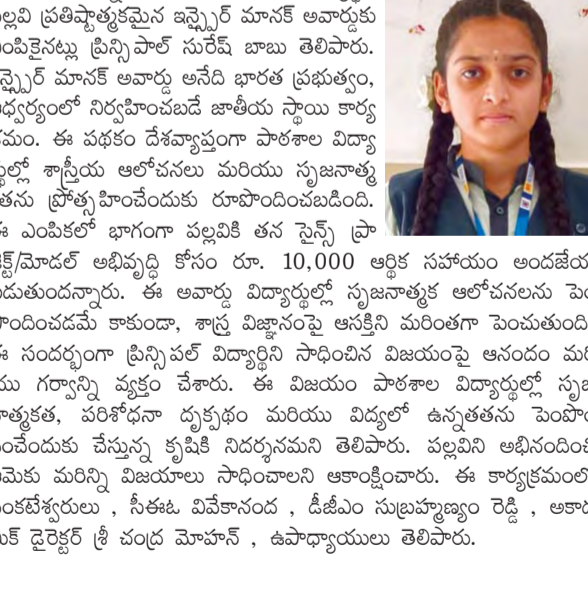 ల్లవి ప్రతిష్టాత్మకమైన ఇన్స్పైర్ మానక్ అవార్డుకు
ంపికైనట్లు ప్రిన్సిపాల్ సురేష్ బాబు తెలిపారు.
న్స్పైర్ మానక్ అవార్డు అనేది భారత ప్రభుత్వం,
ధ్వర్యంలో నిర్వహించబడే జాతీయ స్థాయి కార్య
మం. ఈ పథకం దేశవ్యాప్తంగా పాఠశాల విద్యా
ర్థుల్లో శాస్త్రీయ ఆలోచనలు మరియు సృజనాత్మ
తను ప్రోత్సహించేందుకు రూపొందించబడింది.
ఈ ఎంపికలో భాగంగా పల్లవికి తన సైన్స్ ప్రా
జెక్ట్/మోడల్ అభివృద్ధి కోసం రూ. 10,000 ఆర్థిక సహాయం అందజేయ
బడుతుందన్నారు. ఈ అవార్డు విద్యార్థుల్లో సృజనాత్మక ఆలోచనలను పెం
పొందించడమే కాకుండా, శాస్త్ర విజ్ఞానంపై ఆసక్తిని మరింతగా పెంచుతుంది
ఈ సందర్భంగా ప్రిన్సిపల్ విద్యార్థిని సాధించిన విజయంపై ఆనందం మరి
యు గర్వాన్ని వ్యక్తం చేశారు. ఈ విజయం పాఠశాల విద్యార్థుల్లో సృజ
నాత్మకత, పరిశోధనా దృక్పథం మరియు విద్యలో ఉన్నతతను పెంపొం
దించేందుకు చేస్తున్న కృషికి నిదర్శనమని తెలిపారు. పల్లవిని అభినందించి
ఆమెకు మరిన్ని విజయాలు సాధించాలని ఆకాంక్షించారు. ఈ కార్యక్రమంలో
ంకటేశ్వరులు , సీఈఓ వివేకానంద , డీజీఎం సుబ్రహ్మణ్యం రెడ్డి , అకాడ
మిక్ డైరెక్టర్ శ్రీ చంద్ర మోహన్ , ఉపాధ్యాయులు తెలిపారు.